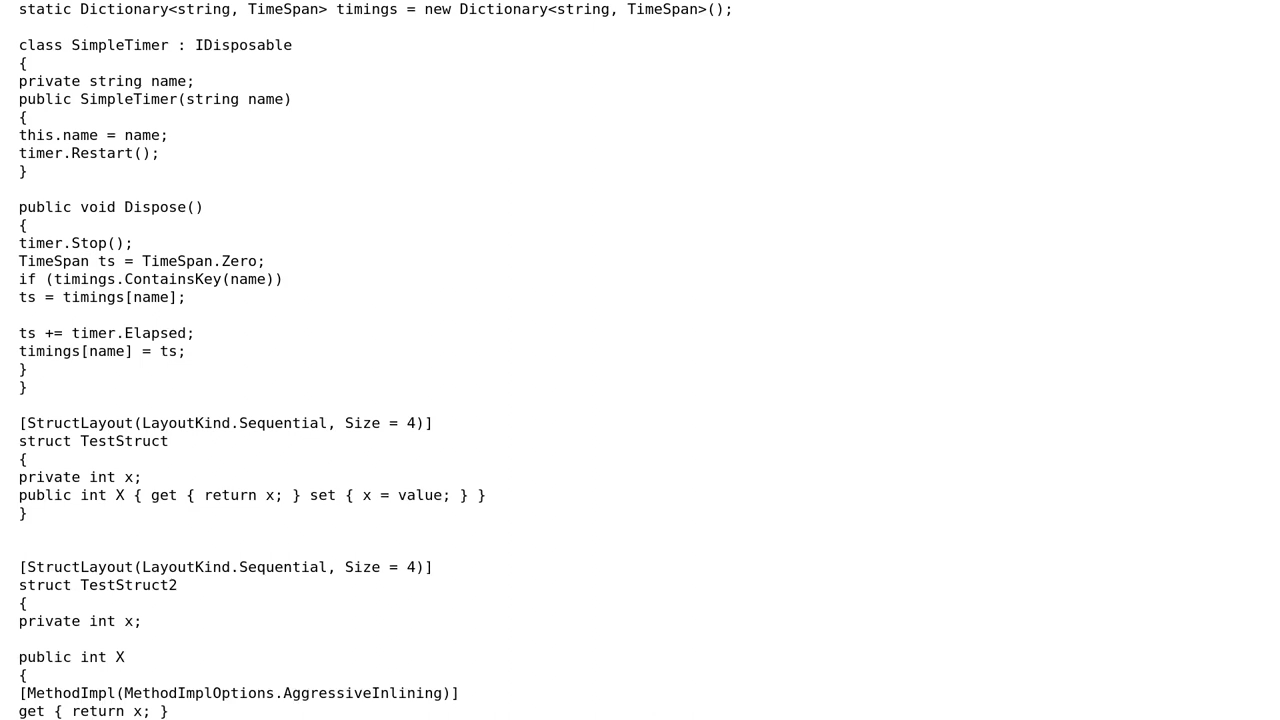 static Dictionary<string, TimeSpan> timings = new Dictionary<string, TimeSpan>();
class SimpleTimer : IDisposable
{
private string name;
public SimpleTimer(string name)
{
this.name = name;
timer.Restart();
}
public void Dispose()
{
timer.Stop();
TimeSpan ts = TimeSpan.Zero;
if (timings.ContainsKey(name))
ts = timings[name];
ts += timer.Elapsed;
timings[name] = ts;
}
}
[StructLayout(LayoutKind.Sequential, Size = 4)]
struct TestStruct
{
private int x;
public int X { get { return x; } set { x = value; } }
}
[StructLayout(LayoutKind.Sequential, Size = 4)]
struct TestStruct2
{
private int x;
public int X
{
[MethodImpl(MethodImplOptions.AggressiveInlining)]
get { return x; }